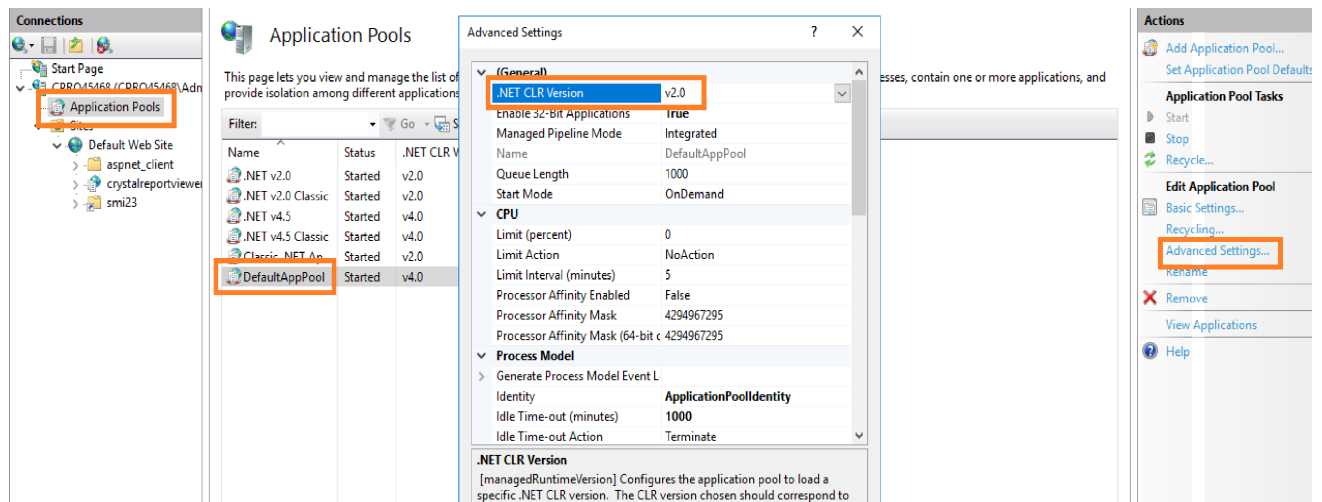 Connections
Start Page
CPRO45468 (CPRO45468\Adn
Application Pools
Sites
Default Web Site
aspnet_client
crystalreportviewer
smi23
Application Pools
This page lets you view and manage the list of
provide isolation among different applications
esses, contain one or more applications, and
Filter:
Go
S
Name
Status
.NET CLR V
.NET v2.0
Started
v2.0
.NET v2.0 Classic
Started
v2.0
.NET v4.5
Started
v4.0
.NET v4.5 Classic
Started
v4.0
Classic .NET Ap
Started
v2.0
DefaultAppPool
Started
v4.0
Advanced Settings
?
(General)
.NET CLR Version
v2.0
Enable 32-Bit Applications
True
Managed Pipeline Mode
Integrated
Name
DefaultAppPool
Queue Length
1000
Start Mode
OnDemand
CPU
Limit (percent)
0
Limit Action
NoAction
Limit Interval (minutes)
5
Processor Affinity Enabled
False
Processor Affinity Mask
4294967295
Processor Affinity Mask (64-bit c
4294967295
Process Model
Generate Process Model Event L
Identity
ApplicationPoolIdentity
Idle Time-out (minutes)
1000
Idle Time-out Action
Terminate
.NET CLR Version
[managedRuntimeVersion] Configures the application pool to load a
specific .NET CLR version. The CLR version chosen should correspond to
Actions
Add Application Pool...
Set Application Pool Defaults
Application Pool Tasks
Start
Stop
Recycle...
Edit Application Pool
Basic Settings...
Recycling...
Advanced Settings...
Rename
Remove
View Applications
Help